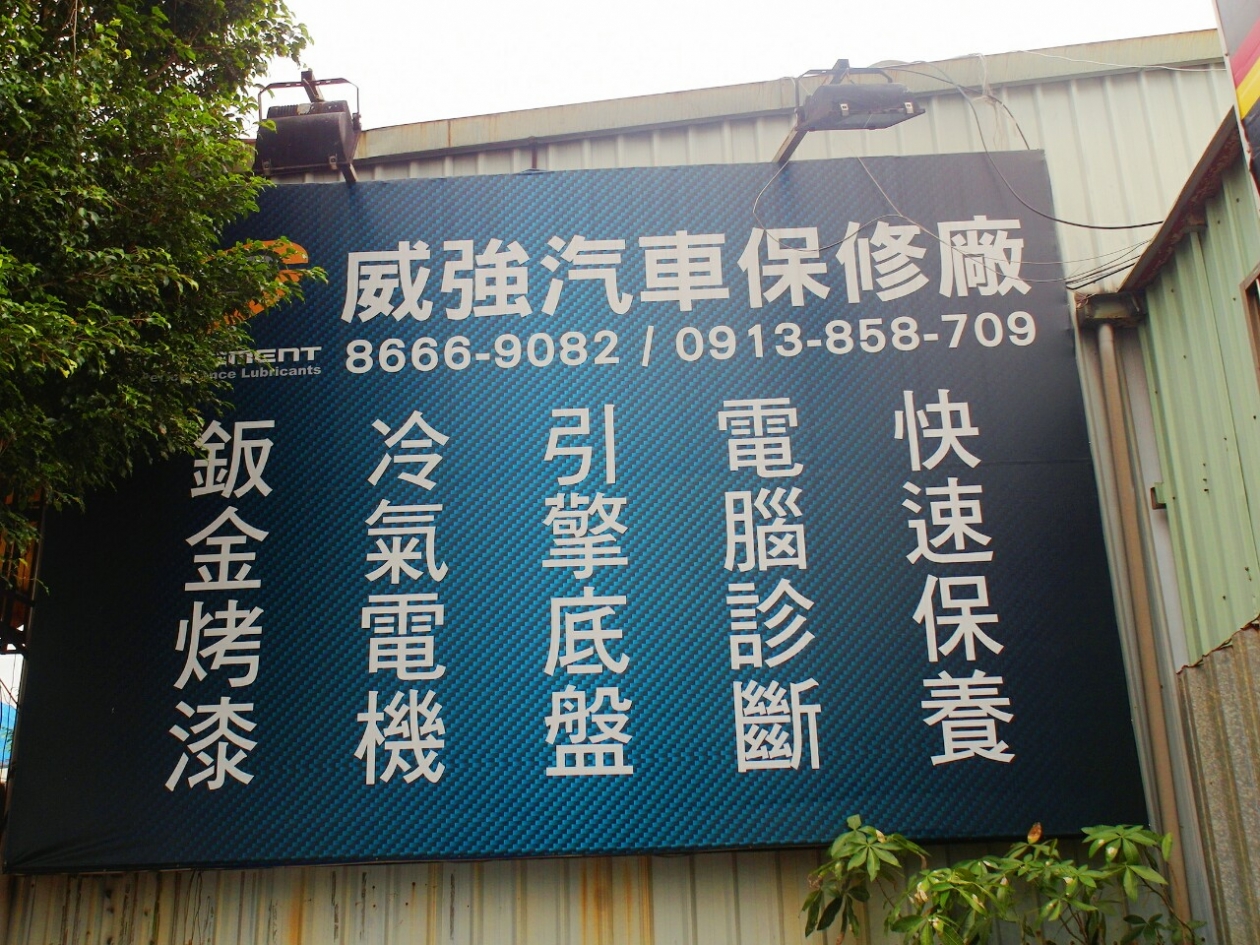 威強汽車保修廠
8666-9082 / 0913-858-709
Lubricants
快速保養
電腦診斷
引擎底盤
冷氣電機
鈑金烤漆